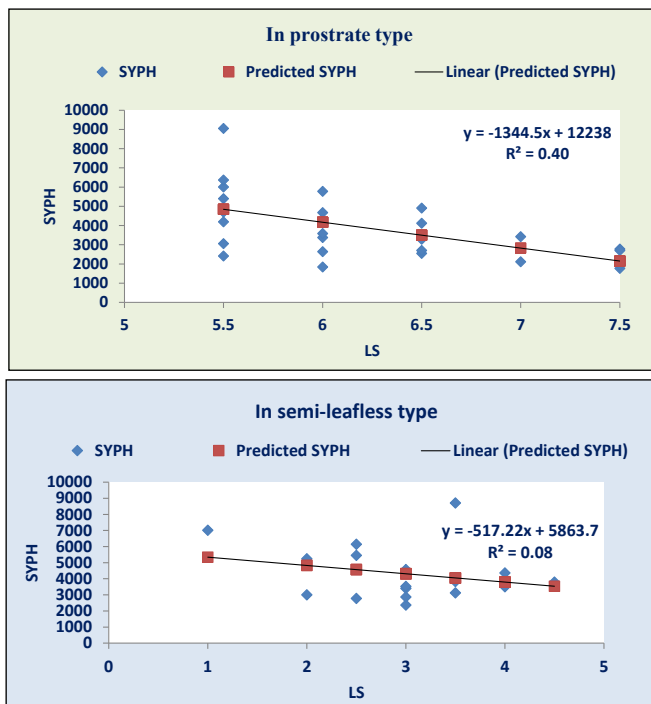 In prostrate type
SYPH Predicted SYPH Linear (Predicted SYPH)
10000
9000
8000
7000
6000
5000
4000
3000
2000
1000
0
y = -1344.5x + 12238
R² = 0.40
SYPH
5 5.5 6 6.5 7 7.5
LS
In semi-leafless type
SYPH Predicted SYPH Linear (Predicted SYPH)
10000
9000
8000
7000
6000
5000
4000
3000
2000
1000
0
y = -517.22x + 5863.7
R² = 0.08
SYPH
0 1 2 3 4 5
LS